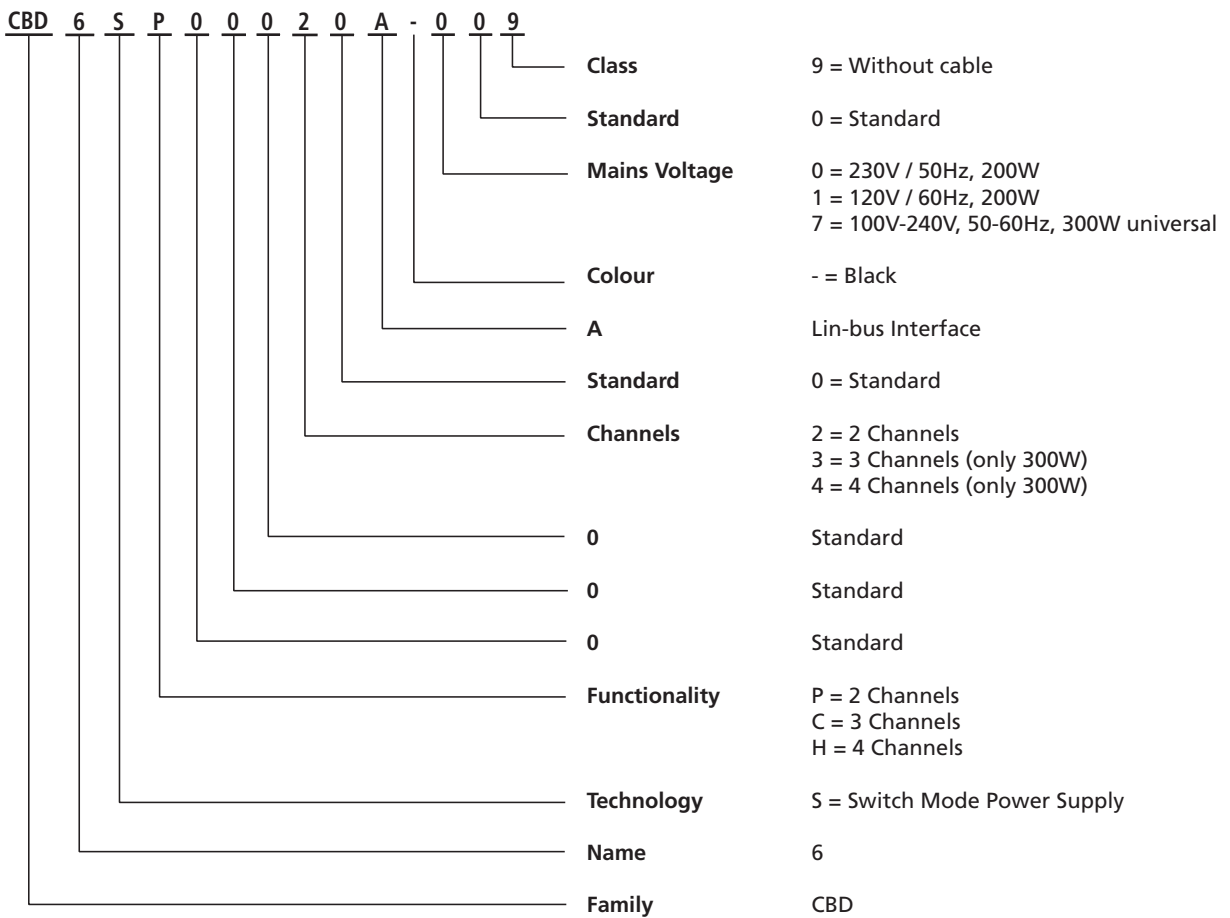 CBD 6 S P 0 0 0 2 0 A - 0 0 9
Class 9 = Without cable
Standard 0 = Standard
Mains Voltage 0 = 230V / 50Hz, 200W
1 = 120V / 60Hz, 200W
7 = 100V-240V, 50-60Hz, 300W universal
Colour - = Black
A Lin-bus Interface
Standard 0 = Standard
Channels 2 = 2 Channels
3 = 3 Channels (only 300W)
4 = 4 Channels (only 300W)
0 Standard
0 Standard
0 Standard
Functionality P = 2 Channels
C = 3 Channels
H = 4 Channels
Technology S = Switch Mode Power Supply
Name 6
Family CBD